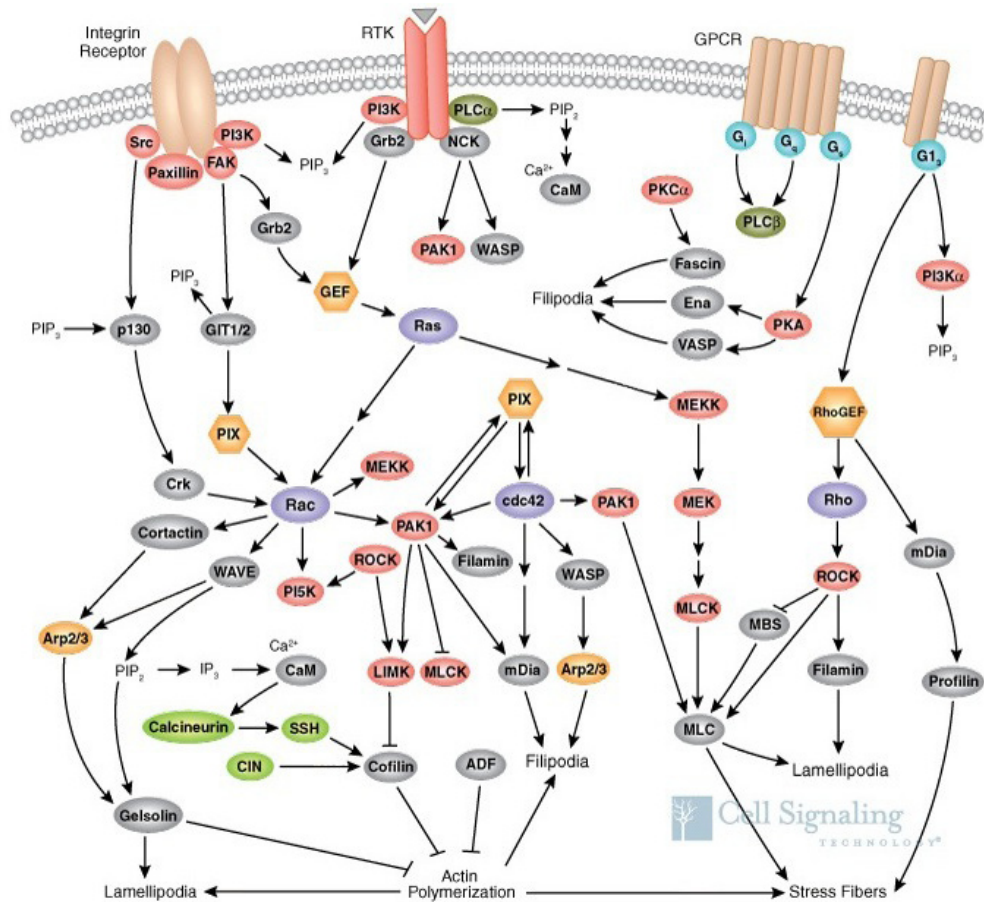 Integrin
Receptor
RTK
GPCR
Src
PI3K
FAK
Paxillin
PIP3
PI3K
PLCα
Grb2
NCK
PIP2
Ca2+
CaM
Gi
Gq
Gs
G13
PLCβ
PKCα
Grb2
PAK1
WASP
Fascin
PI3Kα
PIP3
GEF
Filipodia
Ena
PIP3
p130
GIT1/2
Ras
VASP
PKA
PIP3
PIX
PIX
MEKK
RhoGEF
MEKK
Crk
Rac
cdc42
PAK1
MEK
Rho
Cortactin
PAK1
WAVE
ROCK
Filamin
WASP
mDia
PI5K
MLCK
ROCK
MBS
Arp2/3
PIP2
IP3
Ca2+
CaM
LIMK
MLCK
mDia
Arp2/3
Filamin
Profilin
Calcineurin
SSH
MLC
CIN
Cofilin
ADF
Filipodia
Lamellipodia
Gelsolin
Cell Signaling
TECHNOLOGY®
Lamellipodia
Actin
Polymerization
Stress Fibers